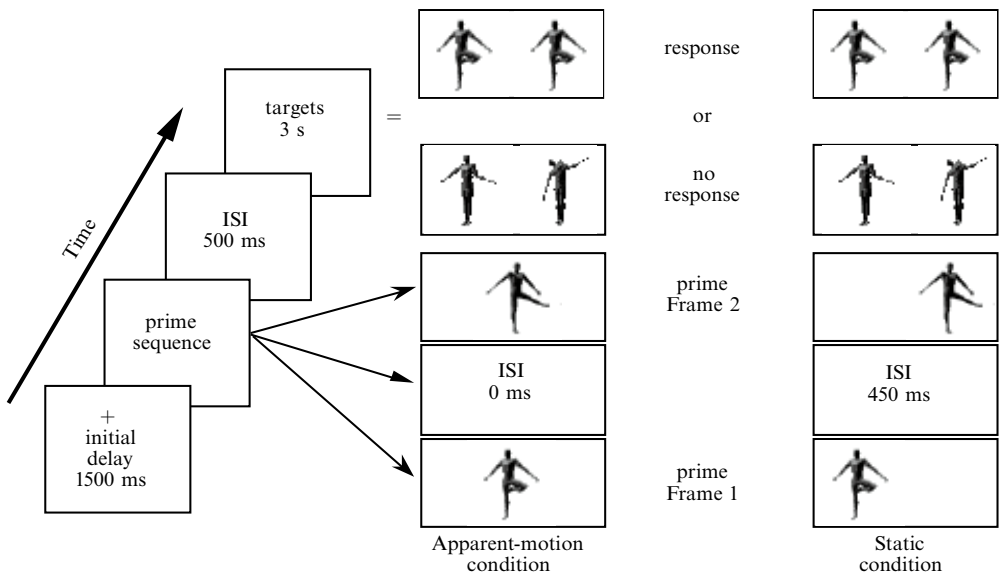 response
targets
3 s
=
or
no
response
ISI
500 ms
Time
prime
Frame 2
prime
sequence
ISI
0 ms
ISI
450 ms
+
initial
delay
1500 ms
prime
Frame 1
Apparent-motion
condition
Static
condition